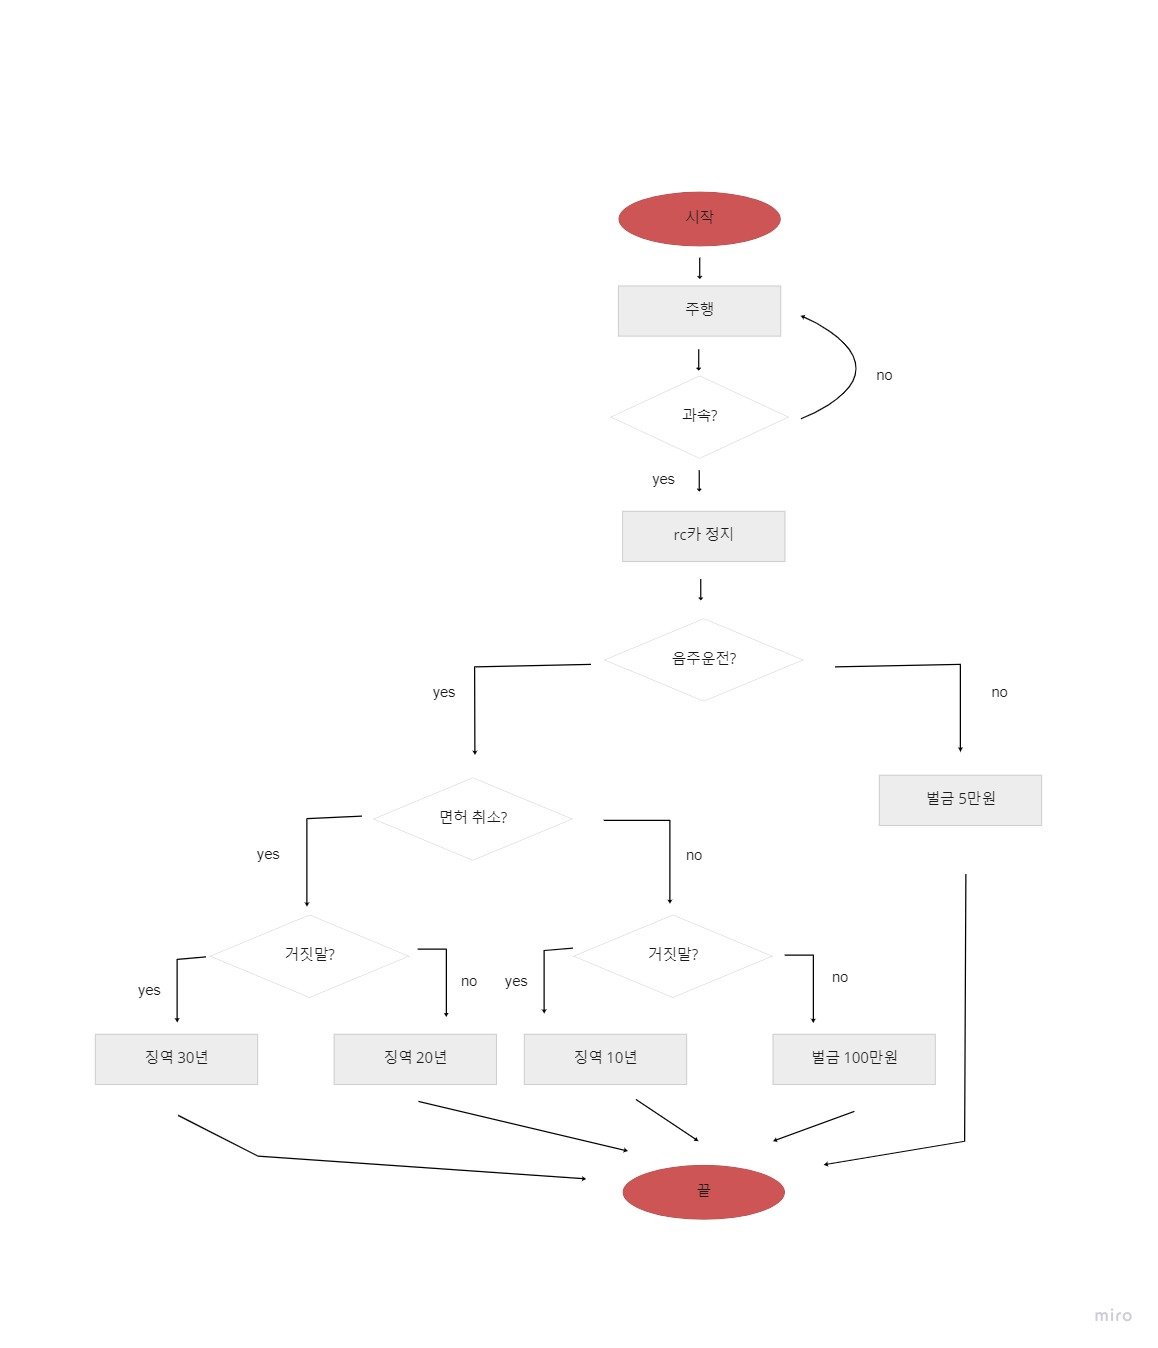 시작
주행
no
과속?
yes
rc카 정지
음주운전?
yes
no
면허 취소?
벌금 5만원
yes
no
거짓말?
거짓말?
yes
no
yes
no
징역 30년
징역 20년
징역 10년
벌금 100만원
끝
miro